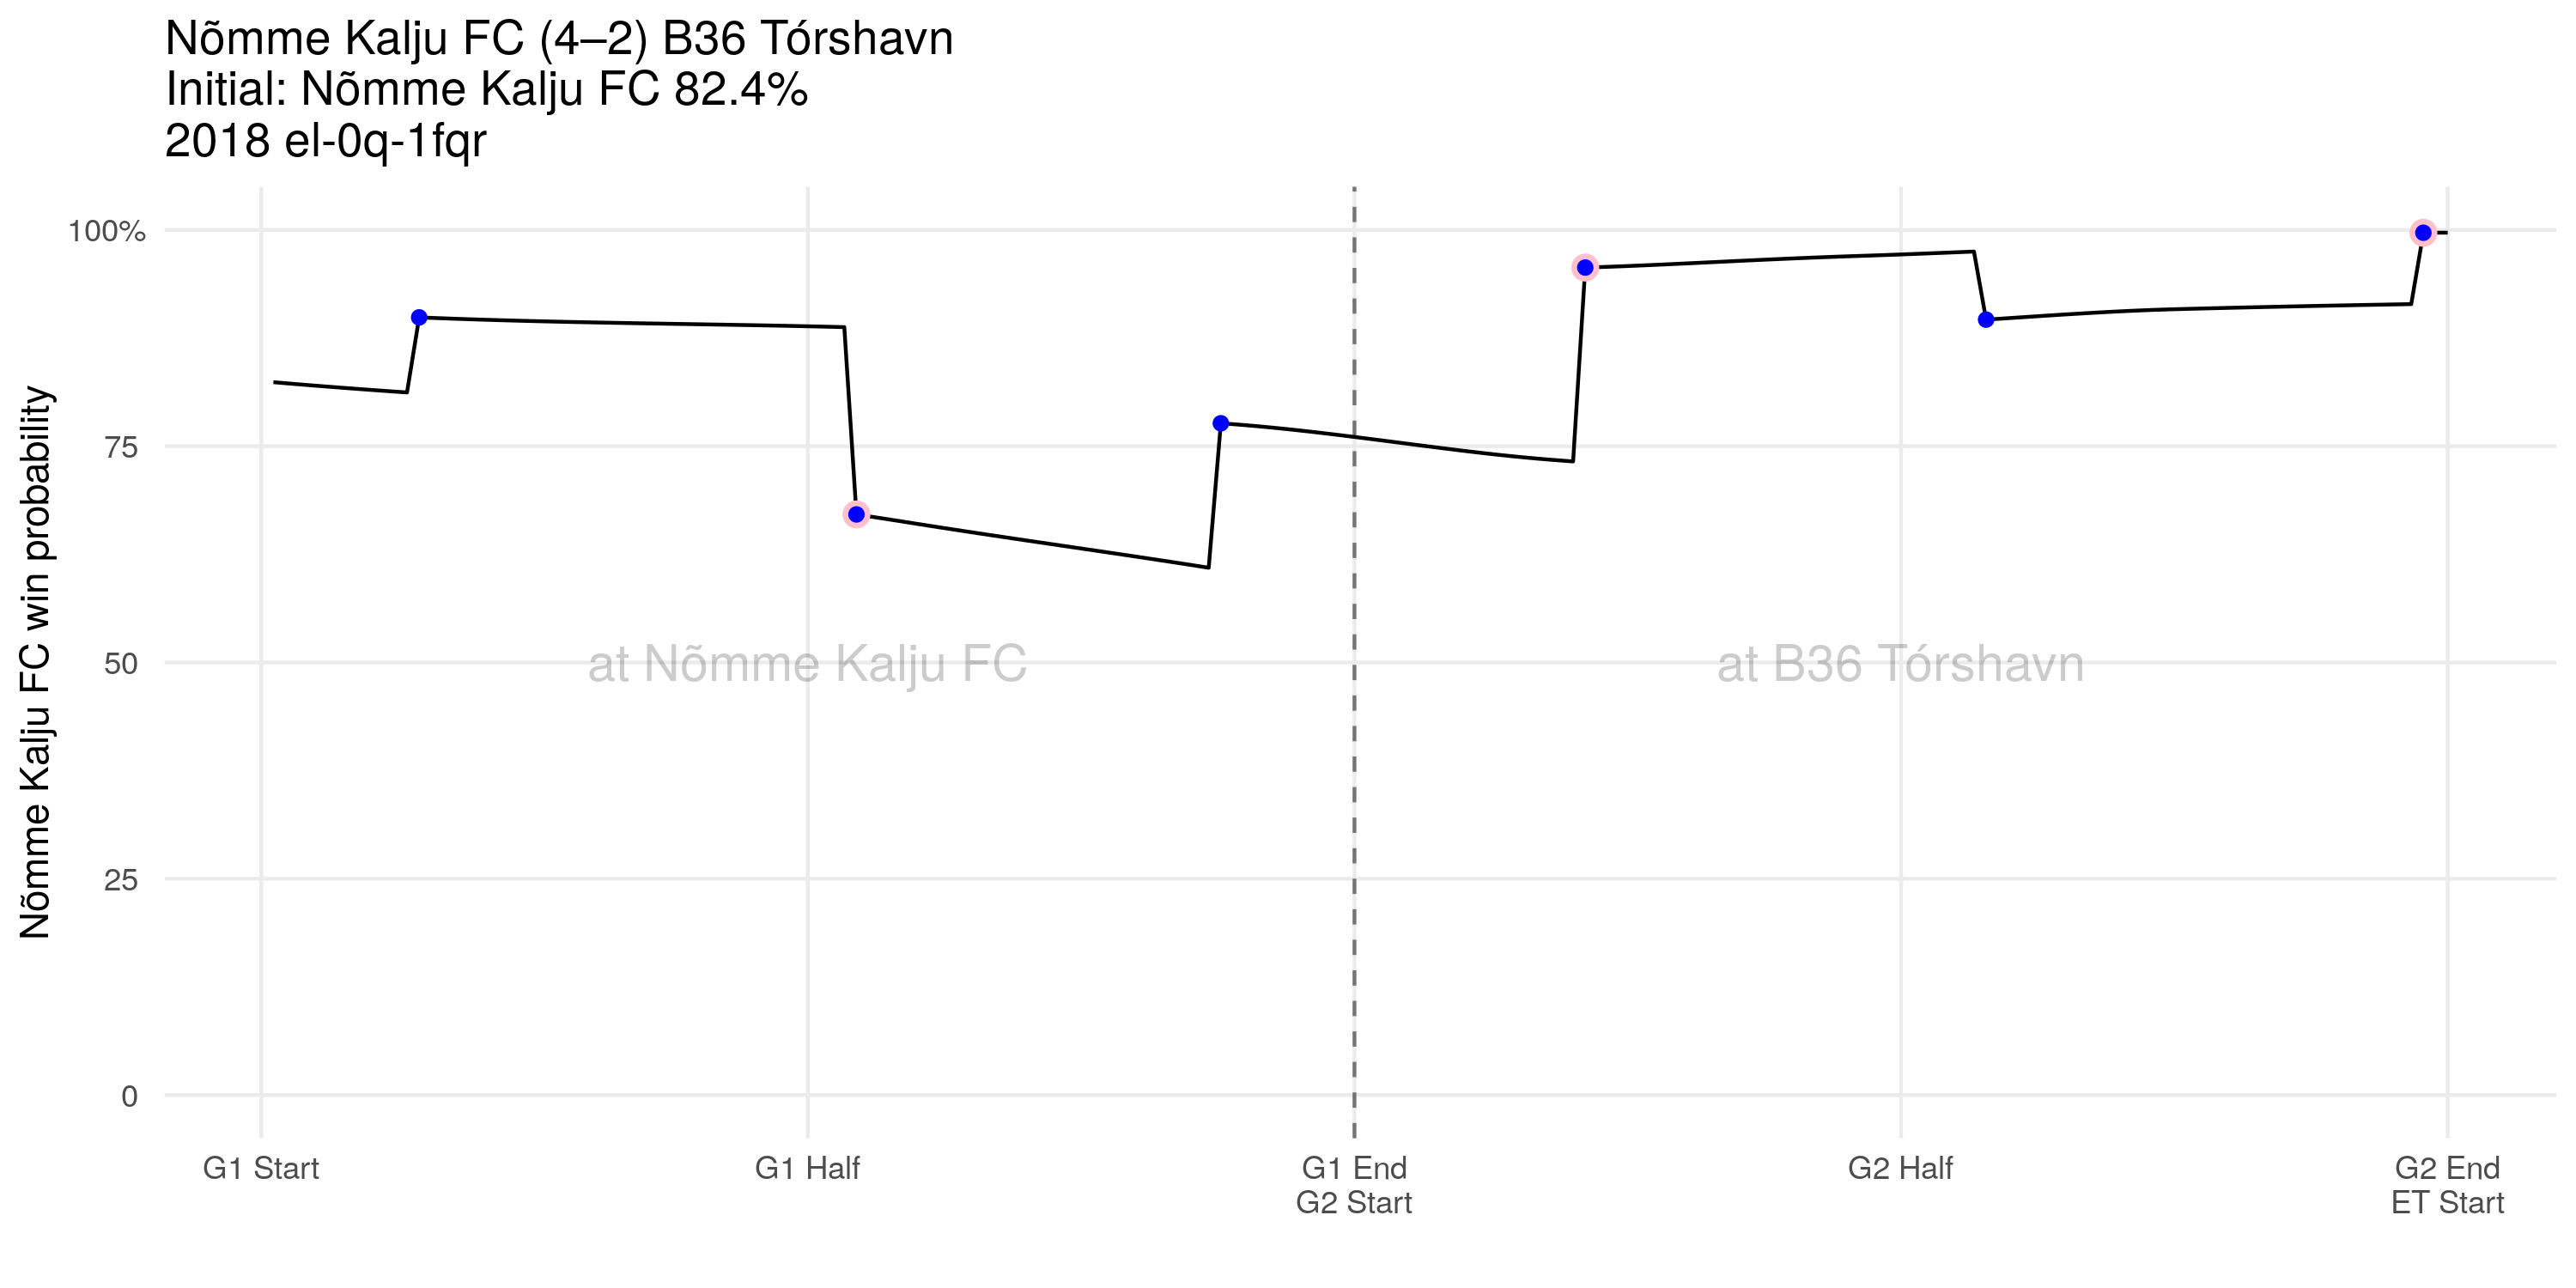 Nõmme Kalju FC (4–2) B36 Tórshavn
Initial: Nõmme Kalju FC 82.4%
2018 el-0q-1fqr
Nõmme Kalju FC win probability
100%
75
50
25
0
at Nõmme Kalju FC
at B36 Tórshavn
G1 Start
G1 Half
G1 End
G2 Start
G2 Half
G2 End
ET Start